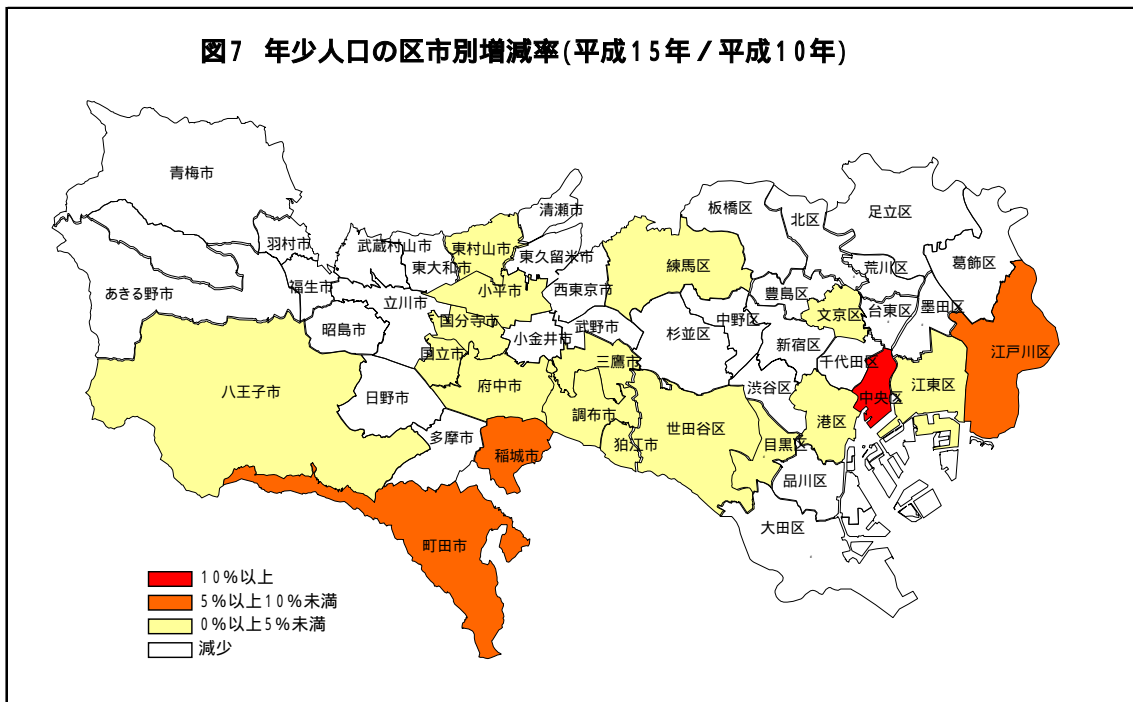 図7 年少人口の区市別増減率(平成15年/平成10年)
青梅市
清瀬市
板橋区
北区
足立区
羽村市
武蔵村山市
東村山市
東大和市
東久留米市
練馬区
荒川区
葛飾区
あきる野市
福生市
立川市
小平市
西東京市
豊島区
文京区
台東区
墨田区
昭島市
国分寺市
小金井市
武野市
杉並区
中野区
新宿区
千代田区
国立市
三鷹市
江戸川区
八王子市
日野市
府中市
渋谷区
中央区
江東区
調布市
世田谷区
港区
多摩市
稲城市
狛江市
目黒区
品川区
大田区
町田市
10%以上
5%以上10%未満
0%以上5%未満
減少